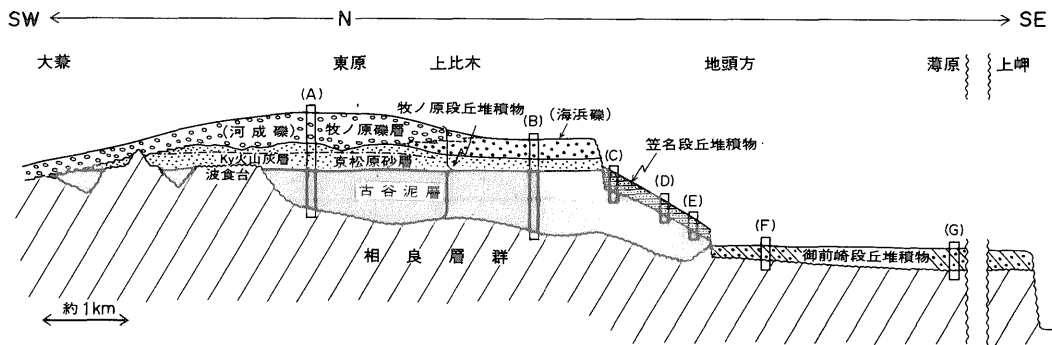 SW N SE
大兼 東原 上比木 地頭方 薄原 上岬
牧ノ原段丘堆積物
(A) (B) (海浜礫)
(河成礫) 牧ノ原礫層
笠名段丘堆積物
Ky火山灰層 京松原砂層
(C)
波食台
古谷泥層
(D)
(E)
(F) (G)
相良層群
御前崎段丘堆積物
約1km